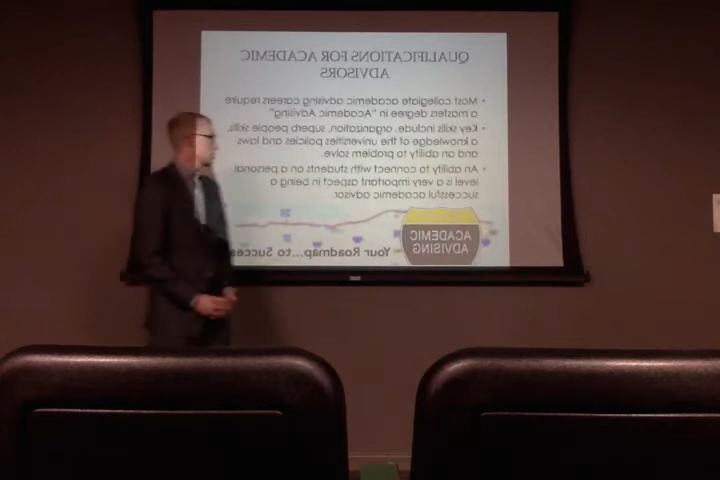 QUALIFICATIONS FOR ACADEMIC
ADVISORS
• Most collegiate academic advising careers require
a masters degree in "Academic Advising"
• Key skills include, organization, superb people skills,
a knowledge of the universities policies and laws
and an ability to problem solve.
• An ability to connect with students on a personal
level is a very important aspect in being a
successful academic advisor.
ACADEMIC
ADVISING
Your Roadmap...to Success